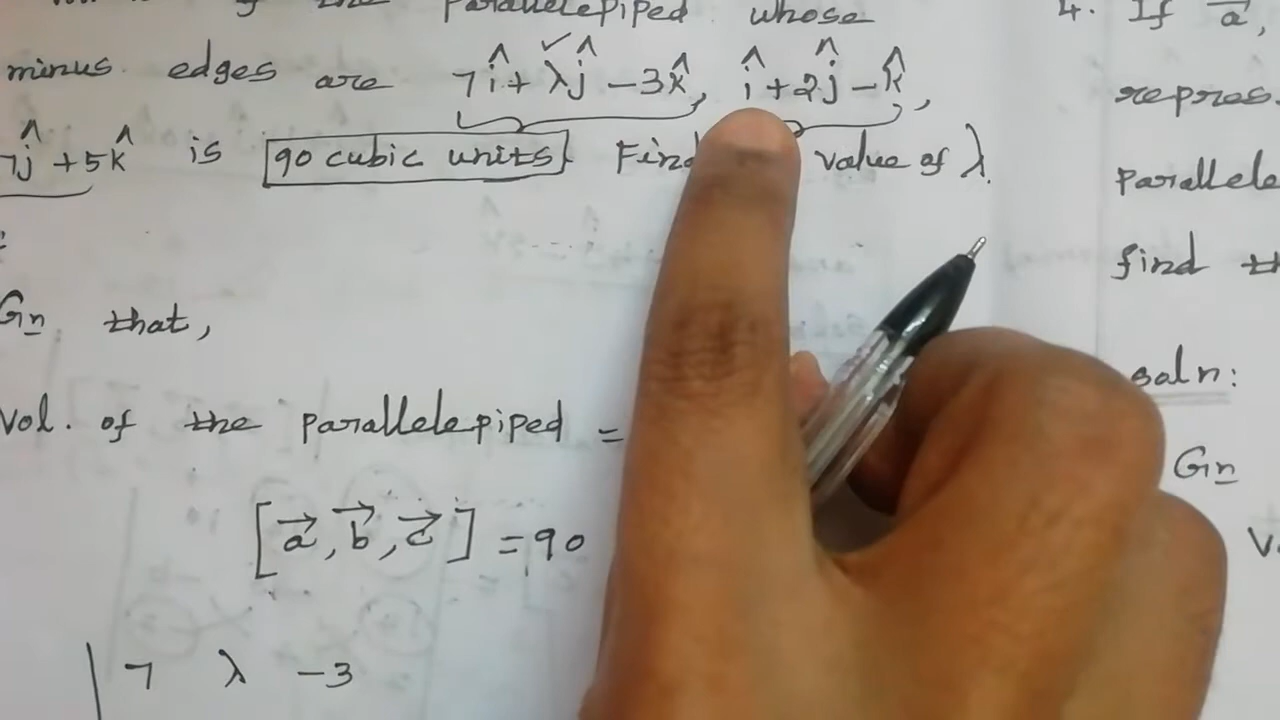 the parallelepiped whose
minus edges are 7î + λĵ - 3k̂, î + 2ĵ - k̂,
7ĵ + 5k̂ is 90 cubic units. Find value of λ.
Gn that,
Vol. of the parallelepiped =
[a⃗, b⃗, c⃗] = 90
7 λ -3
4. If a⃗,
repres.
parallele
find th
soln:
Gn
V